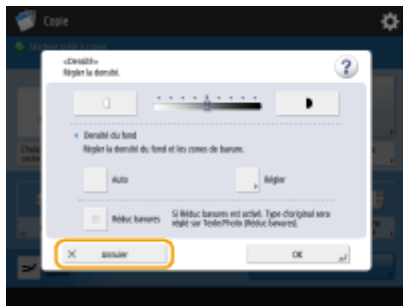 Copie
<Densité>
Régler la densité.
Densité du fond
Régler la densité du fond et les zones de bavure.
Auto
Régler
Réduc bavures
Si Réduc bavures est activé, Type d'original sera
réglé sur Texte/Photo (Réduc bavures).
Annuler
OK